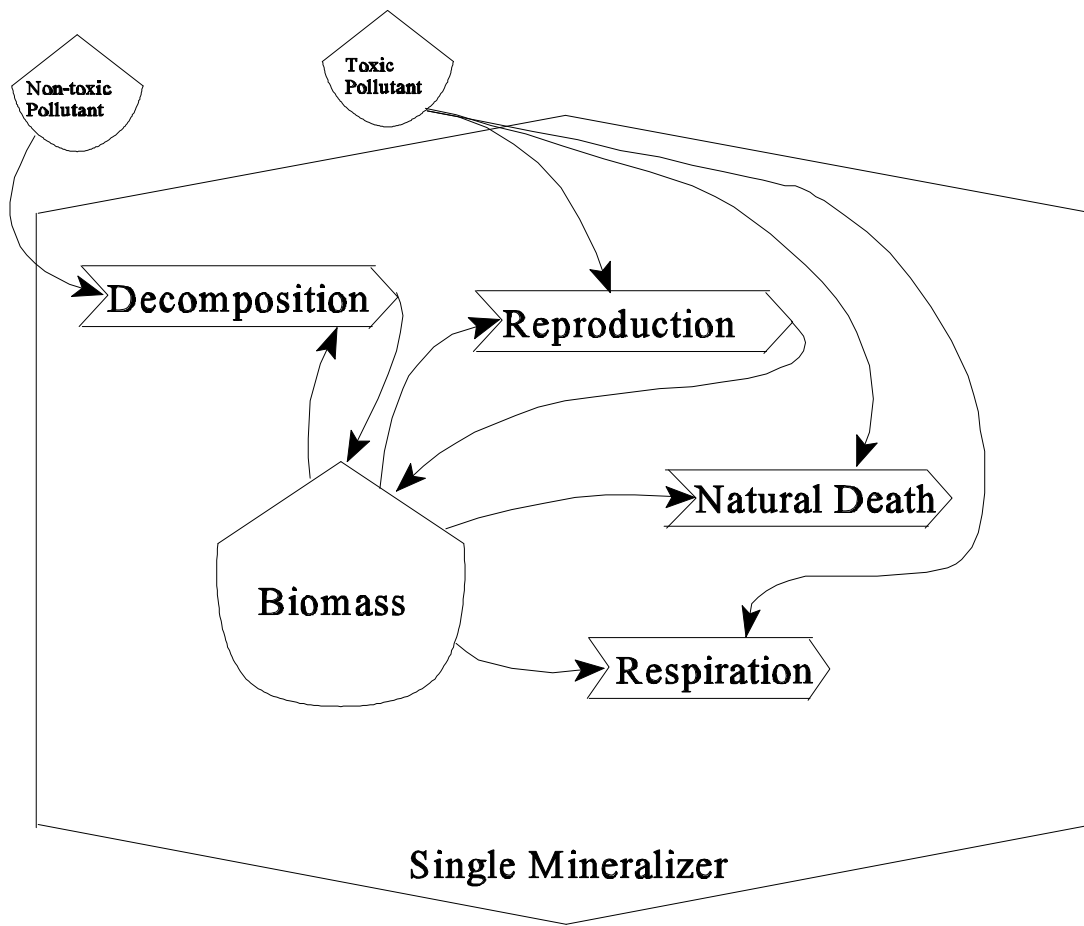 Non-toxic
Pollutant
Toxic
Pollutant
Decomposition
Reproduction
Natural Death
Biomass
Respiration
Single Mineralizer